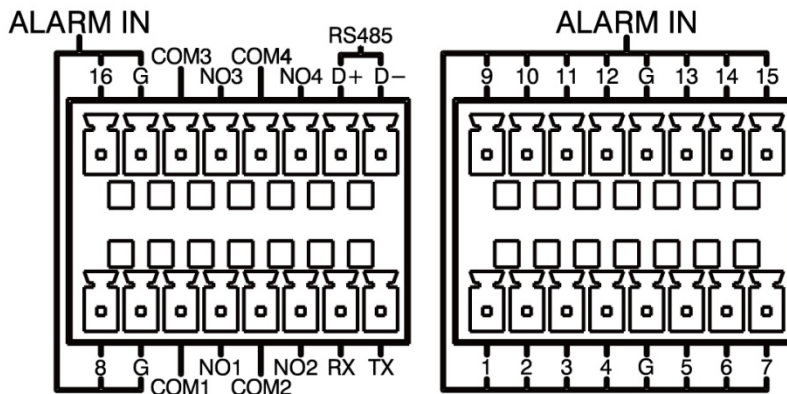 ALARM IN
COM3 COM4 RS485
16 G NO3 NO4 D+ D−
8 G NO1 NO2 RX TX
COM1 COM2
ALARM IN
9 10 11 12 G 13 14 15
1 2 3 4 G 5 6 7